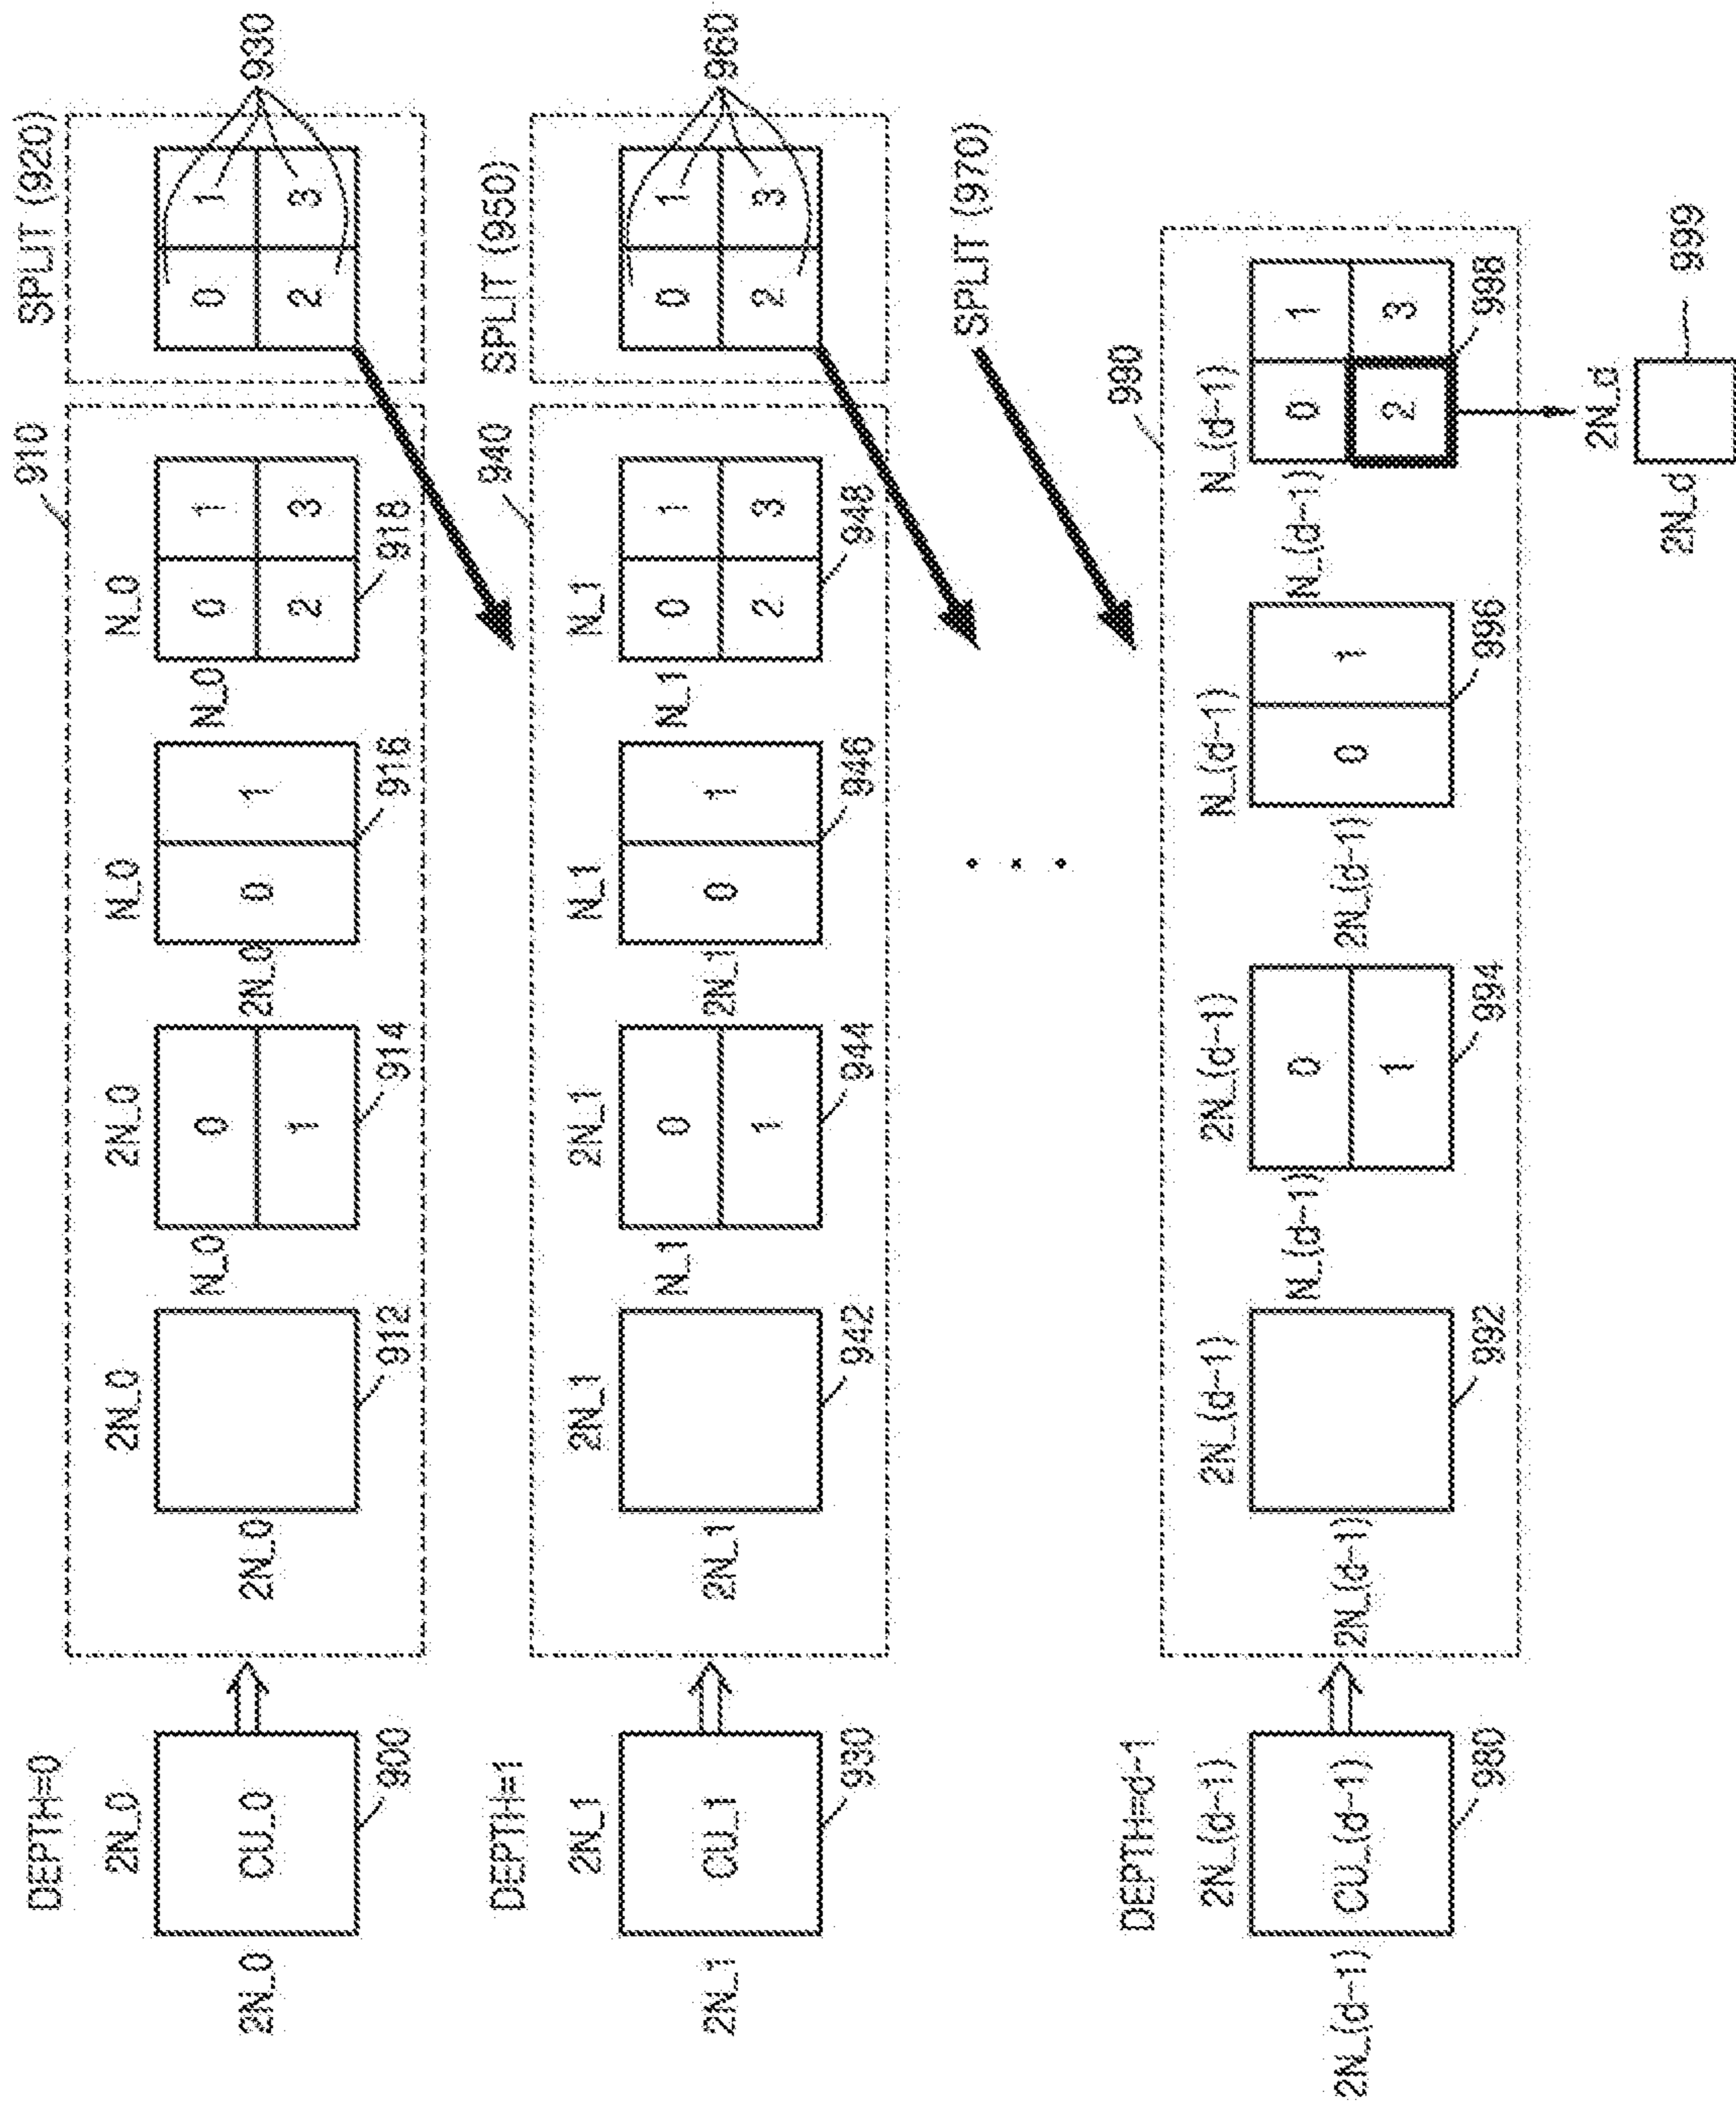 DEPTH=0
2N_0
2N_0
CU_0
900
910
2N_0
2N_0
912
2N_0
N_0
0
1
914
N_0
2N_0
0
1
916
N_0
N_0
0
1
2
3
918
SPLIT (920)
0
1
2
3
930
DEPTH=1
2N_1
2N_1
CU_1
930
940
2N_1
2N_1
942
2N_1
N_1
0
1
944
N_1
2N_1
0
1
946
N_1
N_1
0
1
2
3
948
SPLIT (950)
0
1
2
3
960
SPLIT (970)
DEPTH=d-1
2N_(d-1)
2N_(d-1)
CU_(d-1)
980
990
2N_(d-1)
2N_(d-1)
992
2N_(d-1)
N_(d-1)
0
1
994
N_(d-1)
2N_(d-1)
0
1
996
N_(d-1)
N_(d-1)
0
1
2
3
998
2N_d
2N_d
999